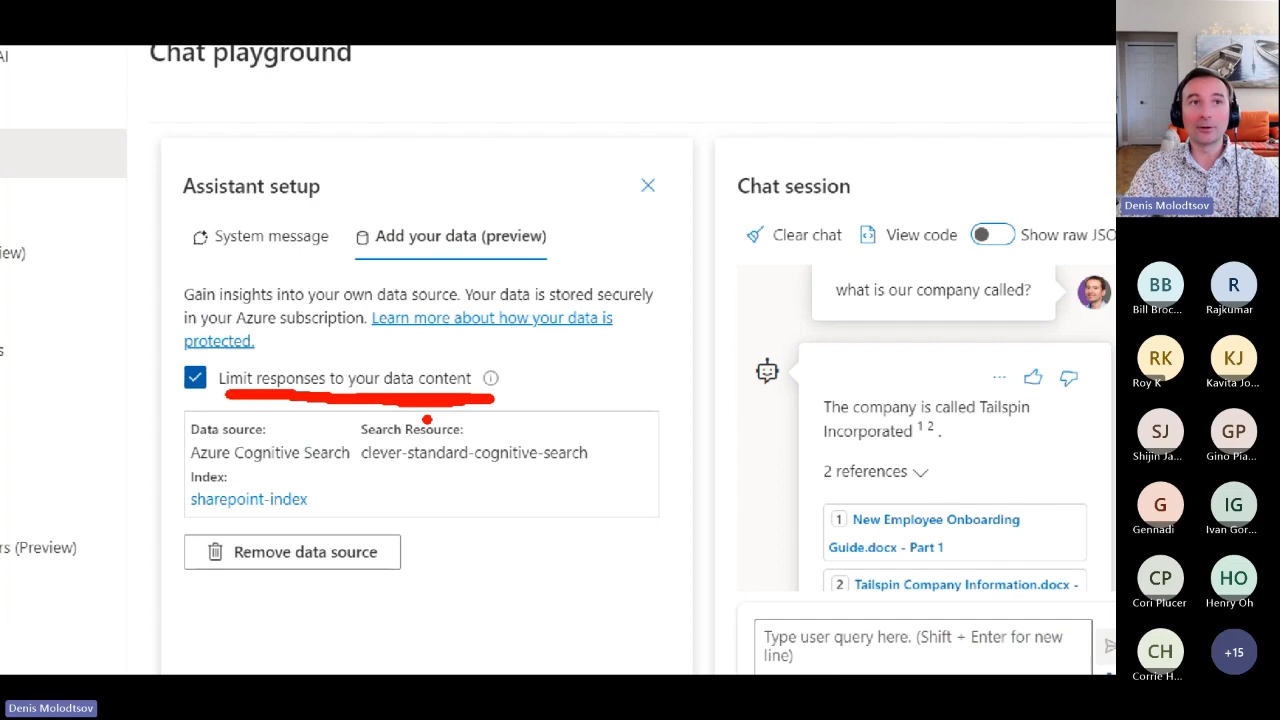 AI
Chat playground
Assistant setup
System message
Add your data (preview)
Gain insights into your own data source. Your data is stored securely
in your Azure subscription. Learn more about how your data is
protected.
Limit responses to your data content
Data source:
Search Resource:
Azure Cognitive Search
clever-standard-cognitive-search
Index:
sharepoint-index
Remove data source
iew)
s
rs (Preview)
Chat session
Clear chat
View code
Show raw JSO
what is our company called?
The company is called Tailspin
Incorporated 1 2 .
2 references
1 New Employee Onboarding
Guide.docx - Part 1
2 Tailspin Company Information.docx -
Type user query here. (Shift + Enter for new
line)
Denis Molodtsov
BB
R
Bill Broc...
Rajkumar
RK
KJ
Roy K
Kavita Jo...
SJ
GP
Shijin Ja...
Gino Pia...
G
IG
Gennadi
Ivan Gor...
CP
HO
Cori Plucer
Henry Oh
CH
+15
Corrie H...
Denis Molodtsov